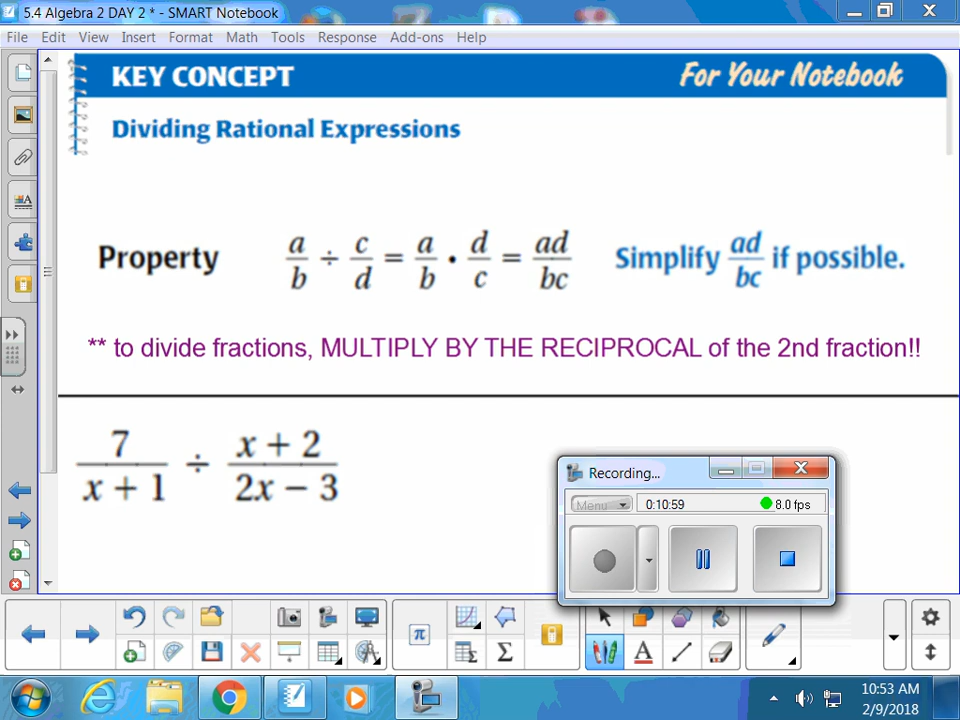 5.4 Algebra 2 DAY 2 * - SMART Notebook
File Edit View Insert Format Math Tools Response Add-ons Help
KEY CONCEPT For Your Notebook
Dividing Rational Expressions
Property a/b ÷ c/d = a/b • d/c = ad/bc Simplify ad/bc if possible.
** to divide fractions, MULTIPLY BY THE RECIPROCAL of the 2nd fraction!!
7/(x + 1) ÷ (x + 2)/(2x − 3)
Recording...
Menu 0:10:59 8.0 fps
10:53 AM
2/9/2018